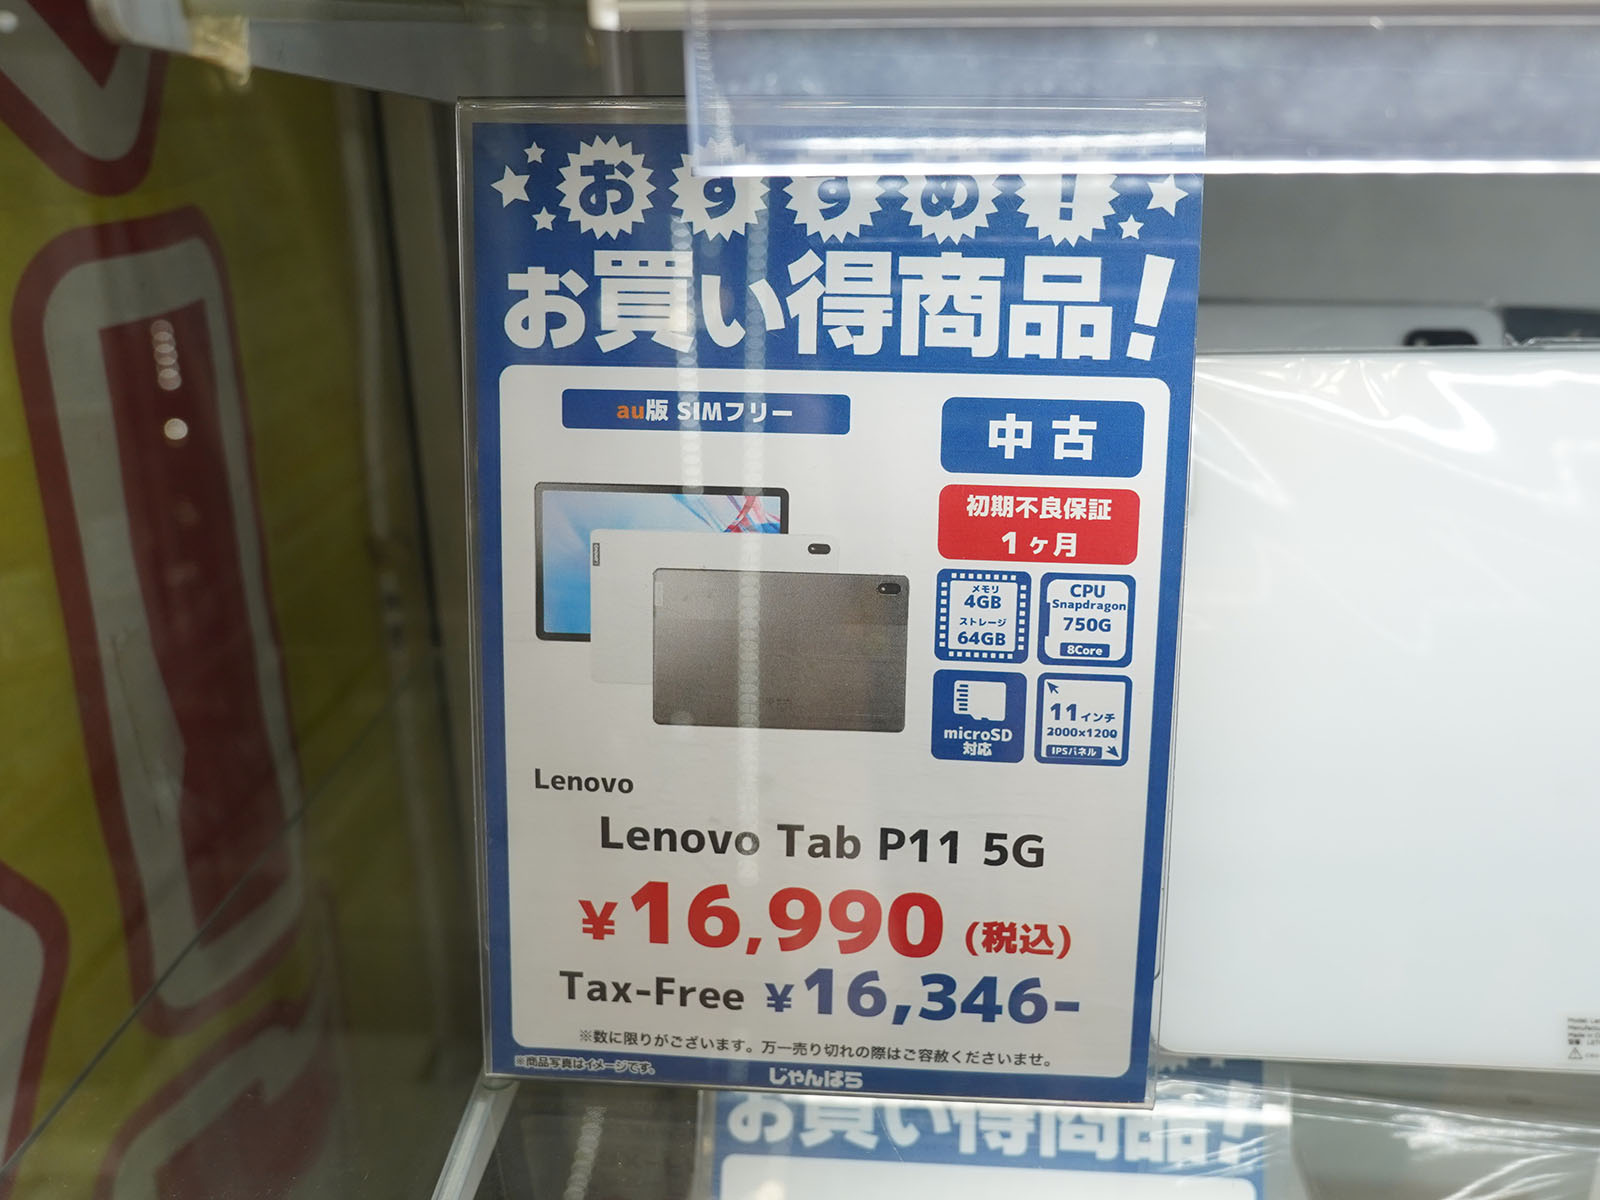 おすすめ!
お買い得商品!
au版 SIMフリー
中古
初期不良保証
1ヶ月
メモリ
4GB
ストレージ
64GB
CPU
Snapdragon
750G
8Core
microSD
対応
11インチ
2000×1200
IPSパネル
Lenovo
Lenovo Tab P11 5G
¥16,990(税込)
Tax-Free ¥16,346-
※数に限りがございます。万一売り切れの際はご容赦くださいませ。
※商品写真はイメージです。
じゃんぱら
お買い得商品!